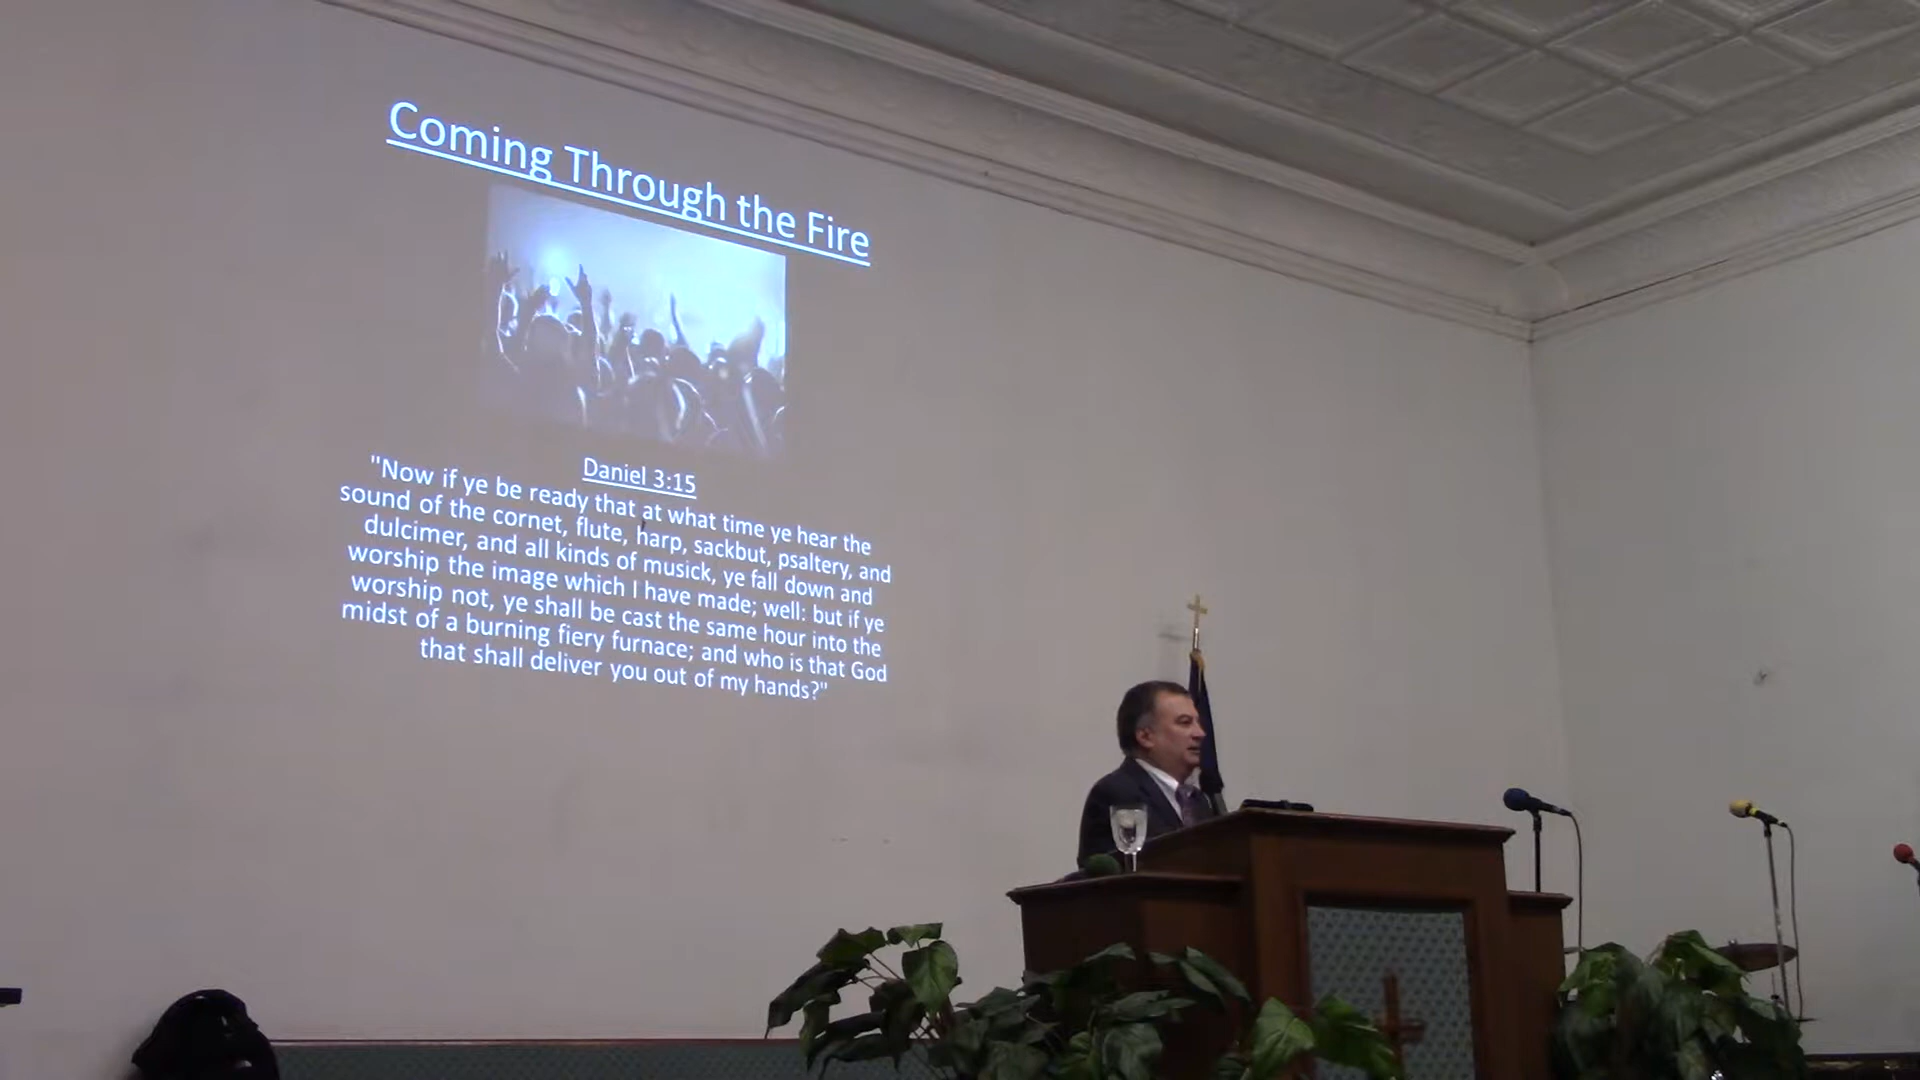 Coming Through the Fire
Daniel 3:15
"Now if ye be ready that at what time ye hear the
sound of the cornet, flute, harp, sackbut, psaltery, and
dulcimer, and all kinds of musick, ye fall down and
worship the image which I have made; well: but if ye
worship not, ye shall be cast the same hour into the
midst of a burning fiery furnace; and who is that God
that shall deliver you out of my hands?"